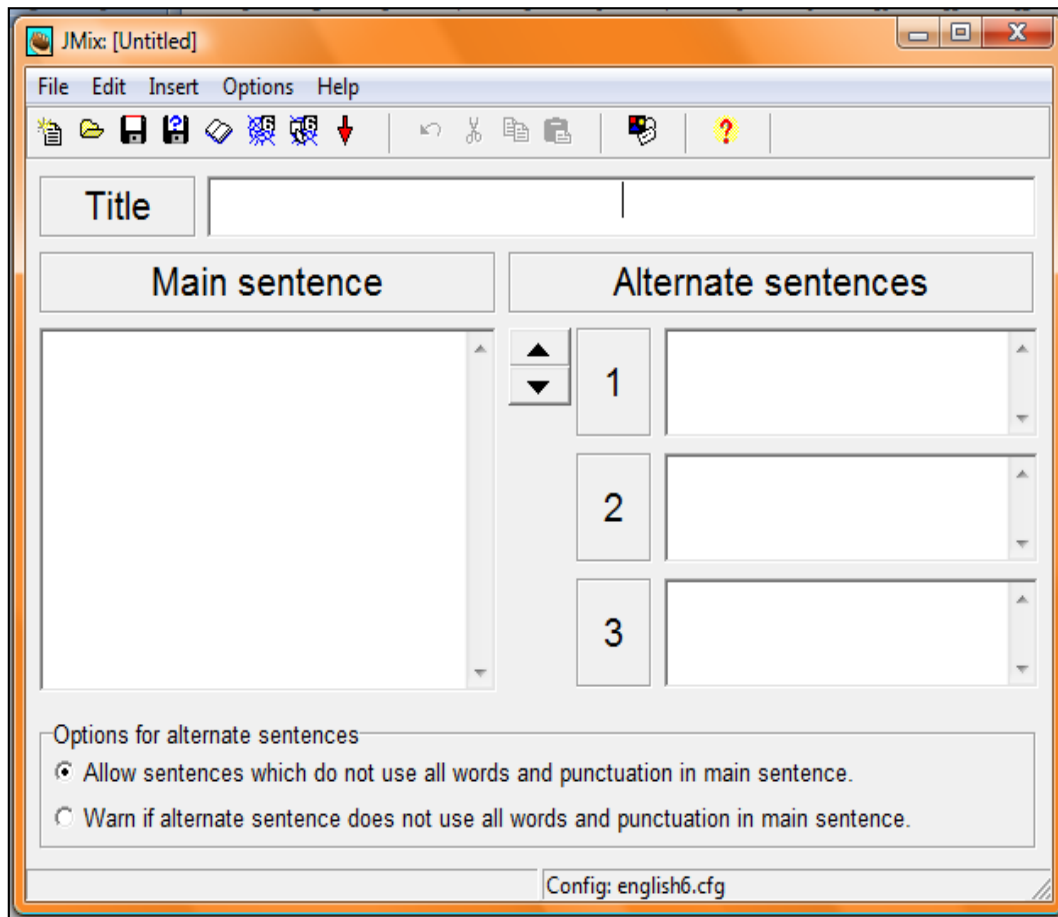 JMix: [Untitled]
File Edit Insert Options Help
Title
Main sentence Alternate sentences
1
2
3
Options for alternate sentences
Allow sentences which do not use all words and punctuation in main sentence.
Warn if alternate sentence does not use all words and punctuation in main sentence.
Config: english6.cfg